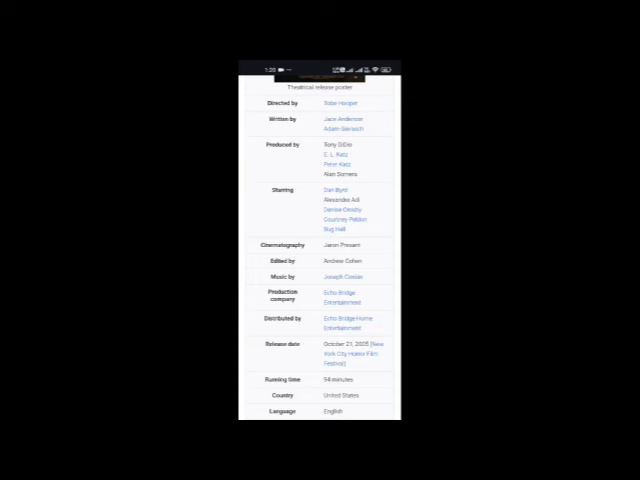 1:20
Theatrical release poster
Directed by Tobe Hooper
Written by Jace Anderson
Adam Gierasch
Produced by Tony DiDio
E. L. Katz
Peter Katz
Alan Somers
Starring Dan Byrd
Alexandra Adi
Denise Crosby
Courtney Peldon
Bug Hall
Cinematography Jaron Presant
Edited by Andrew Cohen
Music by Joseph Conlan
Production Echo Bridge
company Entertainment
Distributed by Echo Bridge Home
Entertainment
Release date October 21, 2005 (New
York City Horror Film
Festival)
Running time 94 minutes
Country United States
Language English